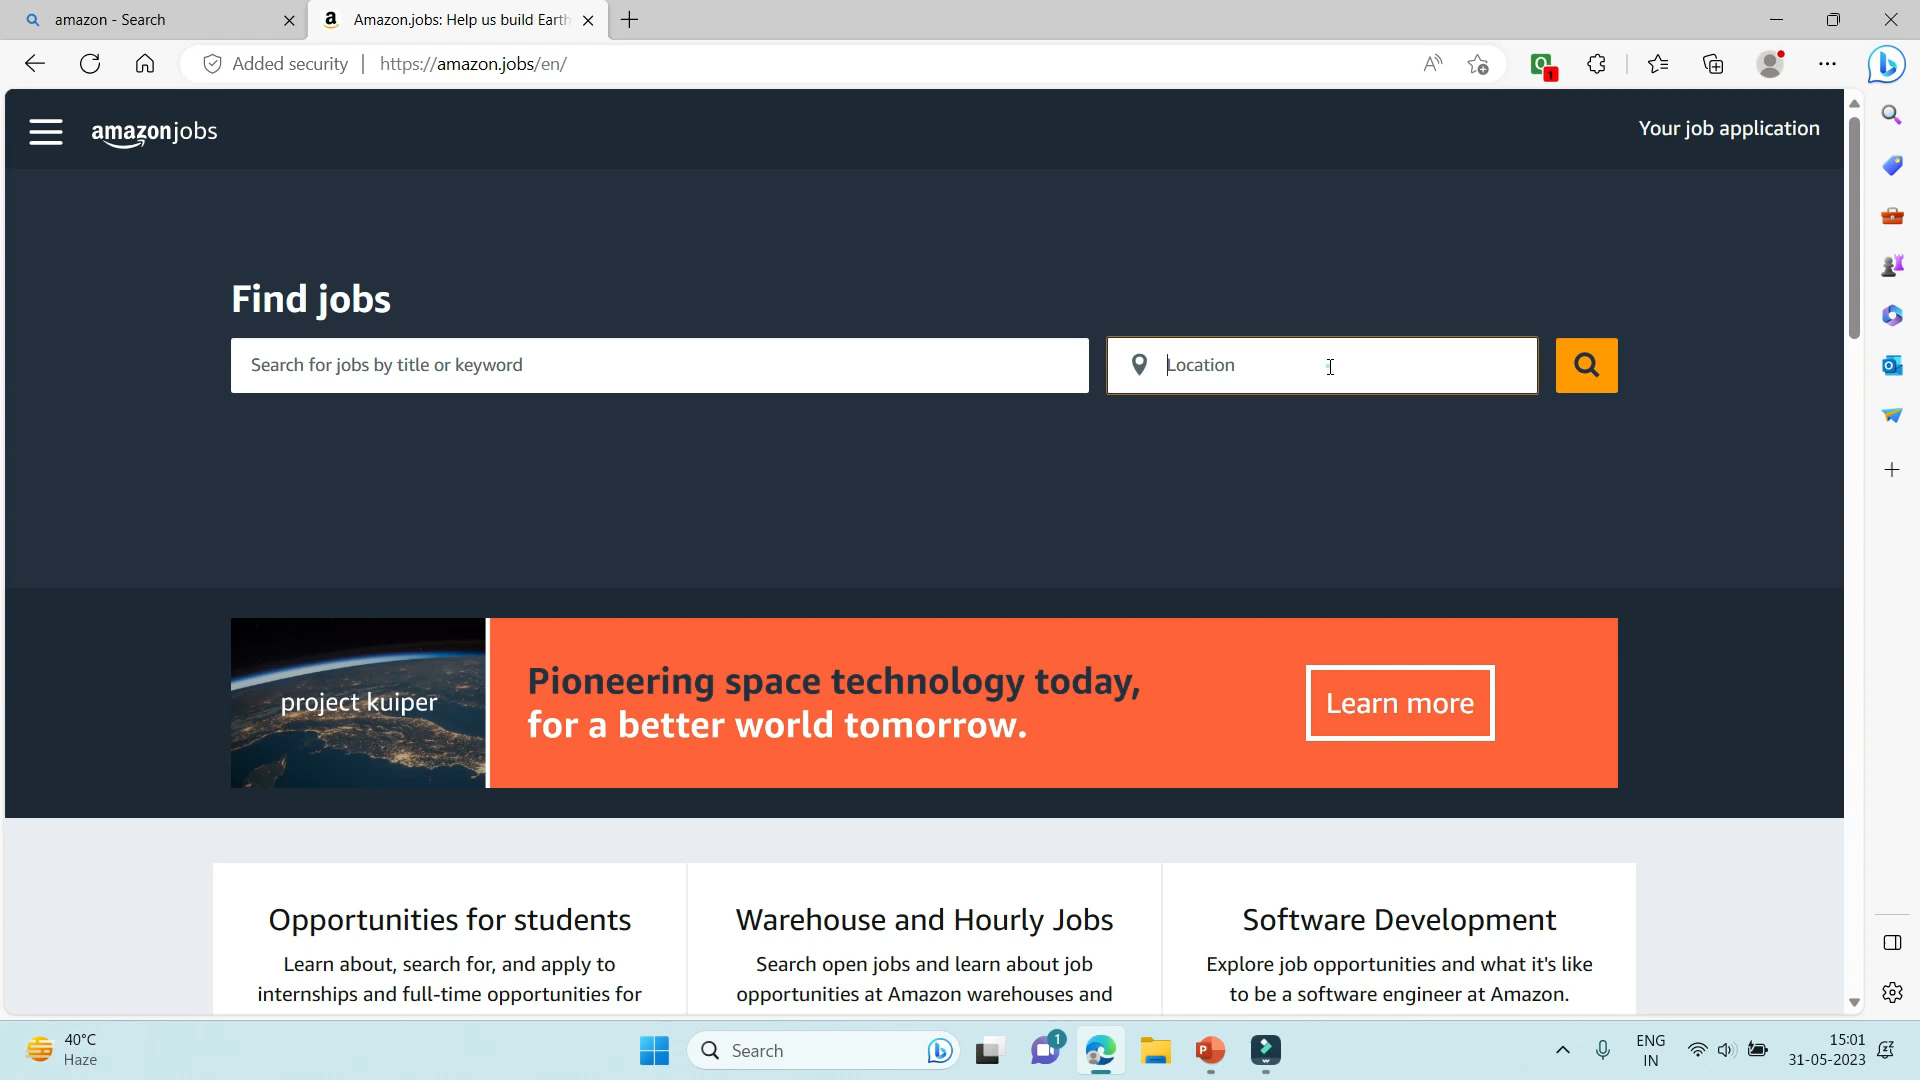 amazon - Search
Amazon.jobs: Help us build Earth
Added security
https://amazon.jobs/en/
amazon jobs
Your job application
Find jobs
Search for jobs by title or keyword
Location
project kuiper
Pioneering space technology today,
for a better world tomorrow.
Learn more
Opportunities for students
Learn about, search for, and apply to
internships and full-time opportunities for
Warehouse and Hourly Jobs
Search open jobs and learn about job
opportunities at Amazon warehouses and
Software Development
Explore job opportunities and what it's like
to be a software engineer at Amazon.
40°C
Haze
Search
1
ENG
IN
15:01
31-05-2023